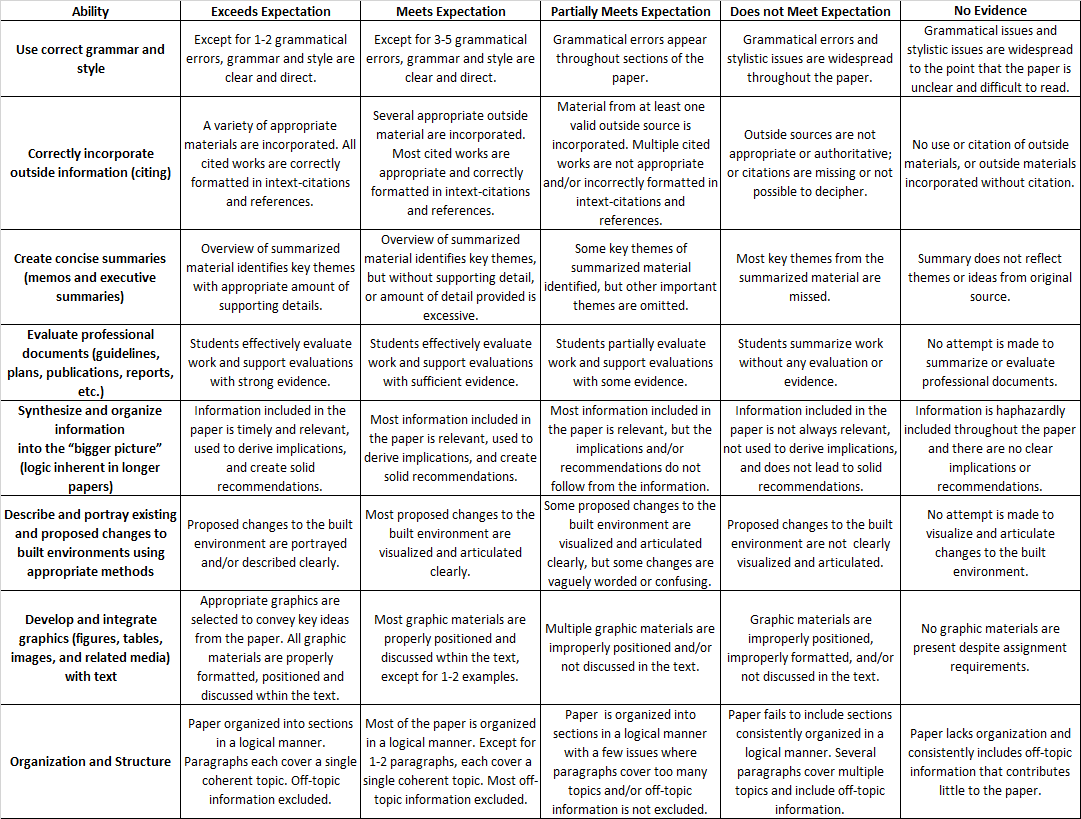 Ability
Exceeds Expectation
Meets Expectation
Partially Meets Expectation
Does not Meet Expectation
No Evidence
Use correct grammar and
style
Except for 1-2 grammatical
errors, grammar and style are
clear and direct.
Except for 3-5 grammatical
errors, grammar and style are
clear and direct.
Grammatical errors appear
throughout sections of the
paper.
Grammatical errors and
stylistic issues are widespread
throughout the paper.
Grammatical issues and
stylistic issues are widespread
to the point that the paper is
unclear and difficult to read.
Correctly incorporate
outside information (citing)
A variety of appropriate
materials are incorporated. All
cited works are correctly
formatted in intext-citations
and references.
Several appropriate outside
material are incorporated.
Most cited works are
appropriate and correctly
formatted in intext-citations
and references.
Material from at least one
valid outside source is
incorporated. Multiple cited
works are not appropriate
and/or incorrectly formatted in
intext-citations and
references.
Outside sources are not
appropriate or authoritative;
or citations are missing or not
possible to decipher.
No use or citation of outside
materials, or outside materials
incorporated without citation.
Create concise summaries
(memos and executive
summaries)
Overview of summarized
material identifies key themes
with appropriate amount of
supporting details.
Overview of summarized
material identifies key themes,
but without supporting detail,
or amount of detail provided is
excessive.
Some key themes of
summarized material
identified, but other important
themes are omitted.
Most key themes from the
summarized material are
missed.
Summary does not reflect
themes or ideas from original
source.
Evaluate professional
documents (guidelines,
plans, publications, reports,
etc.)
Students effectively evaluate
work and support evaluations
with strong evidence.
Students effectively evaluate
work and support evaluations
with sufficient evidence.
Students partially evaluate
work and support evaluations
with some evidence.
Students summarize work
without any evaluation or
evidence.
No attempt is made to
summarize or evaluate
professional documents.
Synthesize and organize
information
into the “bigger picture”
(logic inherent in longer
papers)
Information included in the
paper is timely and relevant,
used to derive implications,
and create solid
recommendations.
Most information included in
the paper is relevant, used to
derive implications, and create
solid recommendations.
Most information included in
the paper is relevant, but the
implications and/or
recommendations do not
follow from the information.
Information included in the
paper is not always relevant,
not used to derive implications,
and does not lead to solid
recommendations.
Information is haphazardly
included throughout the paper
and there are no clear
implications or
recommendations.
Describe and portray existing
and proposed changes to
built environments using
appropriate methods
Proposed changes to the built
environment are portrayed
and/or described clearly.
Most proposed changes to the
built environment are
visualized and articulated
clearly.
Some proposed changes to the
built environment are
visualized and articulated
clearly, but some changes are
vaguely worded or confusing.
Proposed changes to the built
environment are not  clearly
visualized and articulated.
No attempt is made to
visualize and articulate
changes to the built
environment.
Develop and integrate
graphics (figures, tables,
images, and related media)
with text
Appropriate graphics are
selected to convey key ideas
from the paper. All graphic
materials are properly
formatted, positioned and
discussed wthin the text.
Most graphic materials are
properly positioned and
discussed wthin the text,
except for 1-2 examples.
Multiple graphic materials are
improperly positioned and/or
not discussed in the text.
Graphic materials are
improperly positioned,
improperly formatted, and/or
not discussed in the text.
No graphic materials are
present despite assignment
requirements.
Organization and Structure
Paper organized into sections
in a logical manner.
Paragraphs each cover a single
coherent topic. Off-topic
information excluded.
Most of the paper is organized
in a logical manner. Except for
1-2 paragraphs, each cover a
single coherent topic. Most off-
topic information excluded.
Paper  is organized into
sections in a logical manner
with a few issues where
paragraphs cover too many
topics and/or off-topic
information is not excluded.
Paper fails to include sections
consistently organized in a
logical manner. Several
paragraphs cover multiple
topics and include off-topic
information.
Paper lacks organization and
consistently includes off-topic
information that contributes
little to the paper.